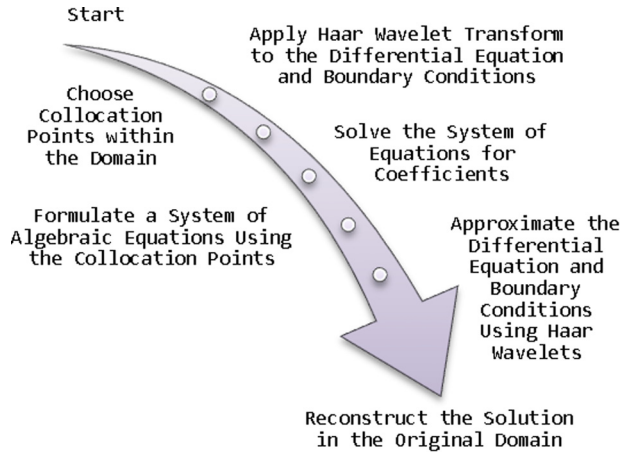 Start
Apply Haar Wavelet Transform
to the Differential Equation
and Boundary Conditions
Choose
Collocation
Points within
the Domain
Solve the System of
Equations for
Coefficients
Formulate a System of
Algebraic Equations Using
the Collocation Points
Approximate the
Differential
Equation and
Boundary
Conditions
Using Haar
Wavelets
Reconstruct the Solution
in the Original Domain